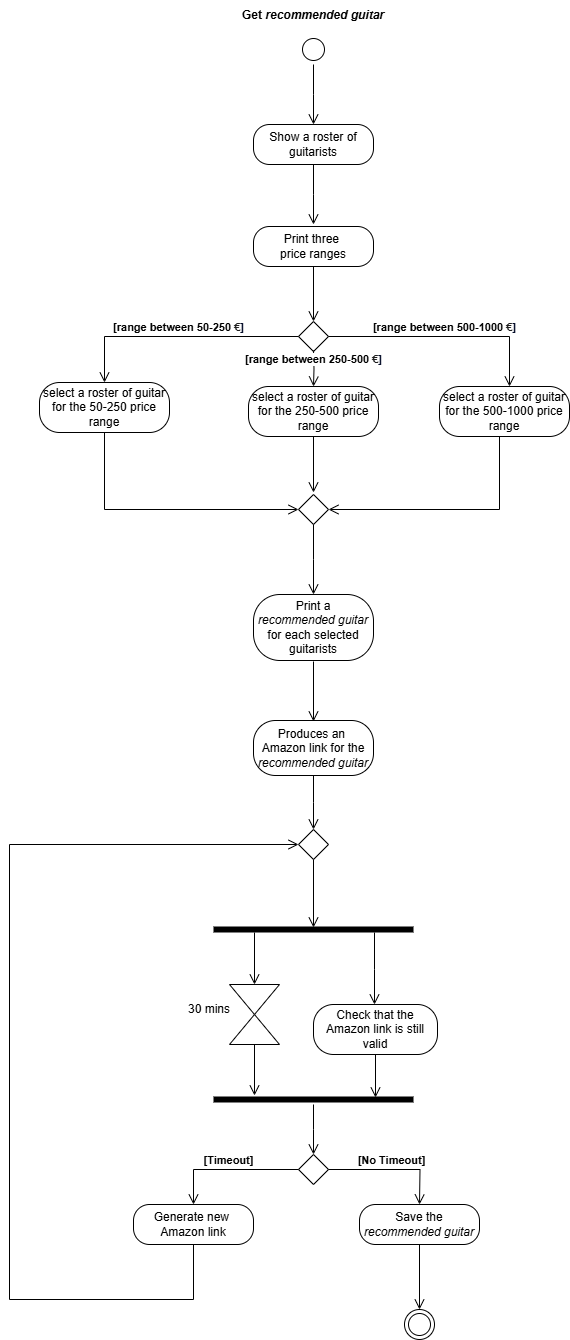 Get recommended guitar
Show a roster of
guitarists
Print three
price ranges
[range between 50-250 €]
[range between 500-1000 €]
[range between 250-500 €]
select a roster of guitar
for the 50-250 price
range
select a roster of guitar
for the 250-500 price
range
select a roster of guitar
for the 500-1000 price
range
Print a
recommended guitar
for each selected
guitarists
Produces an
Amazon link for the
recommended guitar
30 mins
Check that the
Amazon link is still
valid
[Timeout]
[No Timeout]
Generate new
Amazon link
Save the
recommended guitar